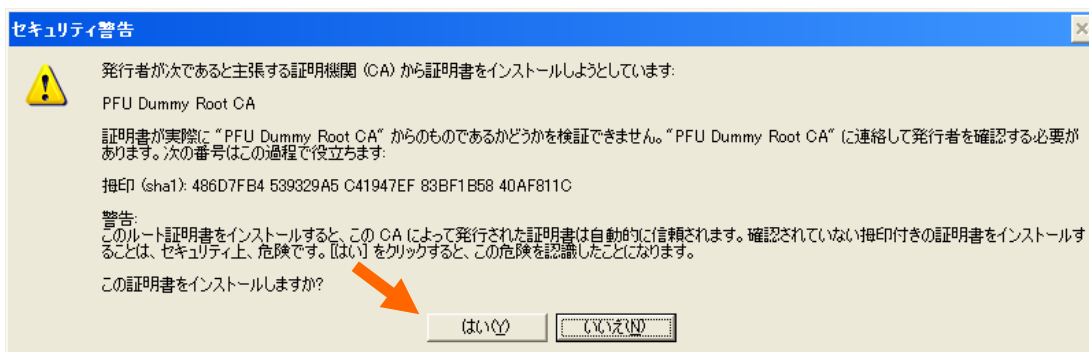 セキュリティ警告
発行者が次であると主張する証明機関 (CA) から証明書をインストールしようとしています:
PFU Dummy Root CA
証明書が実際に "PFU Dummy Root CA" からのものであるかどうかを検証できません。"PFU Dummy Root CA" に連絡して発行者を確認する必要が
あります。次の番号はこの過程で役立ちます:
拇印 (sha1): 486D7FB4 539329A5 C41947EF 83BF1B58 40AF811C
警告:
このルート証明書をインストールすると、この CA によって発行された証明書は自動的に信頼されます。確認されていない拇印付きの証明書をインストールす
ることは、セキュリティ上、危険です。[はい] をクリックすると、この危険を認識したことになります。
この証明書をインストールしますか?
はい(Y)
いいえ(N)